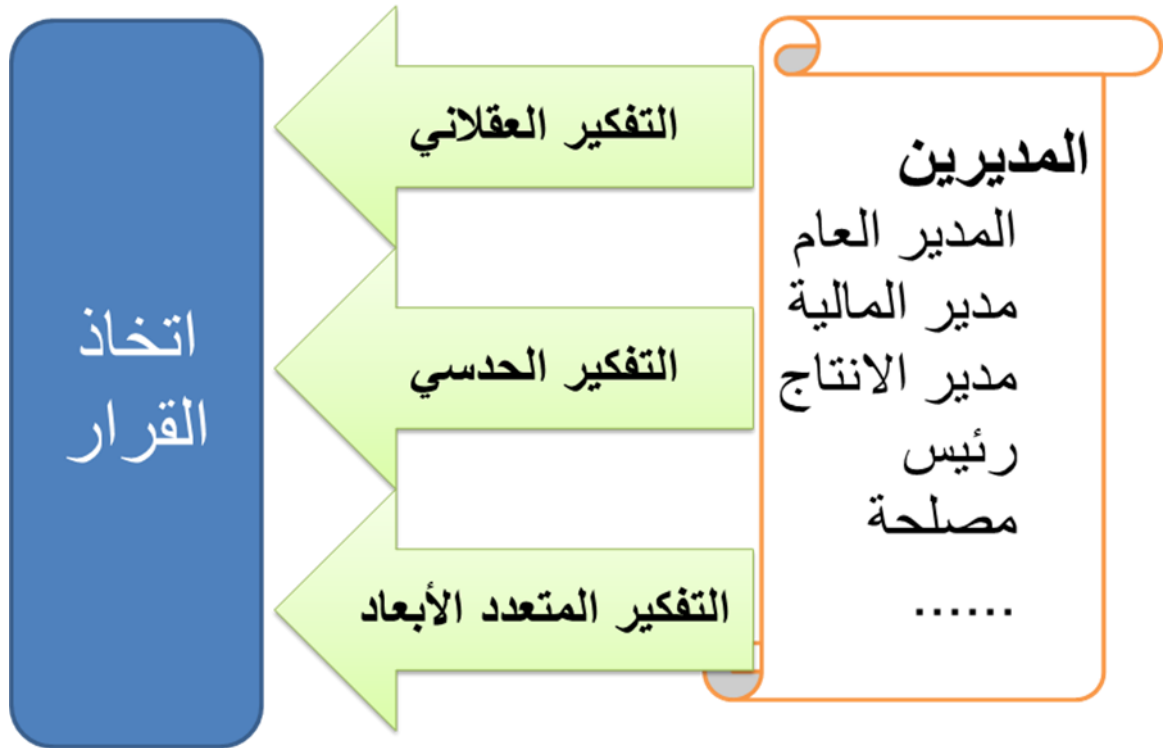 المديرين
المدير العام
مدير المالية
مدير الانتاج
رئيس
مصلحة
......
التفكير العقلاني
التفكير الحدسي
التفكير المتعدد الأبعاد
اتخاذ
القرار